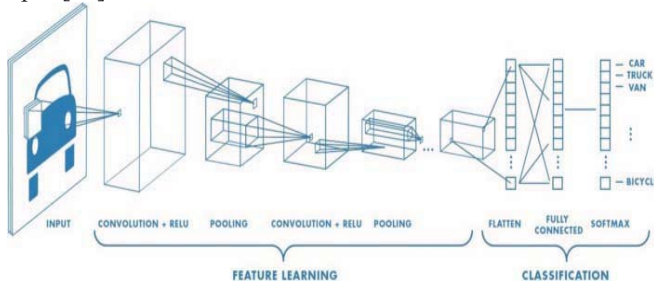 CAR
TRUCK
VAN
BICYCL
INPUT
CONVOLUTION + RELU
POOLING
CONVOLUTION + RELU
POOLING
FLATTEN
FULLY
CONNECTED
SOFTMAX
FEATURE LEARNING
CLASSIFICATION